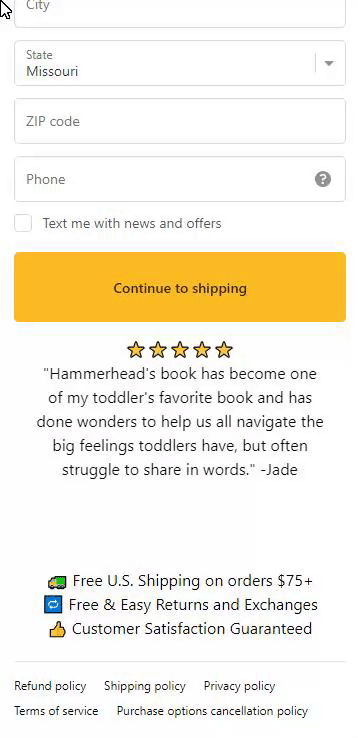 City
State
Missouri
ZIP code
Phone
?
Text me with news and offers
Continue to shipping
"Hammerhead's book has become one
of my toddler's favorite book and has
done wonders to help us all navigate the
big feelings toddlers have, but often
struggle to share in words." -Jade
Free U.S. Shipping on orders $75+
Free & Easy Returns and Exchanges
Customer Satisfaction Guaranteed
Refund policy Shipping policy Privacy policy
Terms of service Purchase options cancellation policy